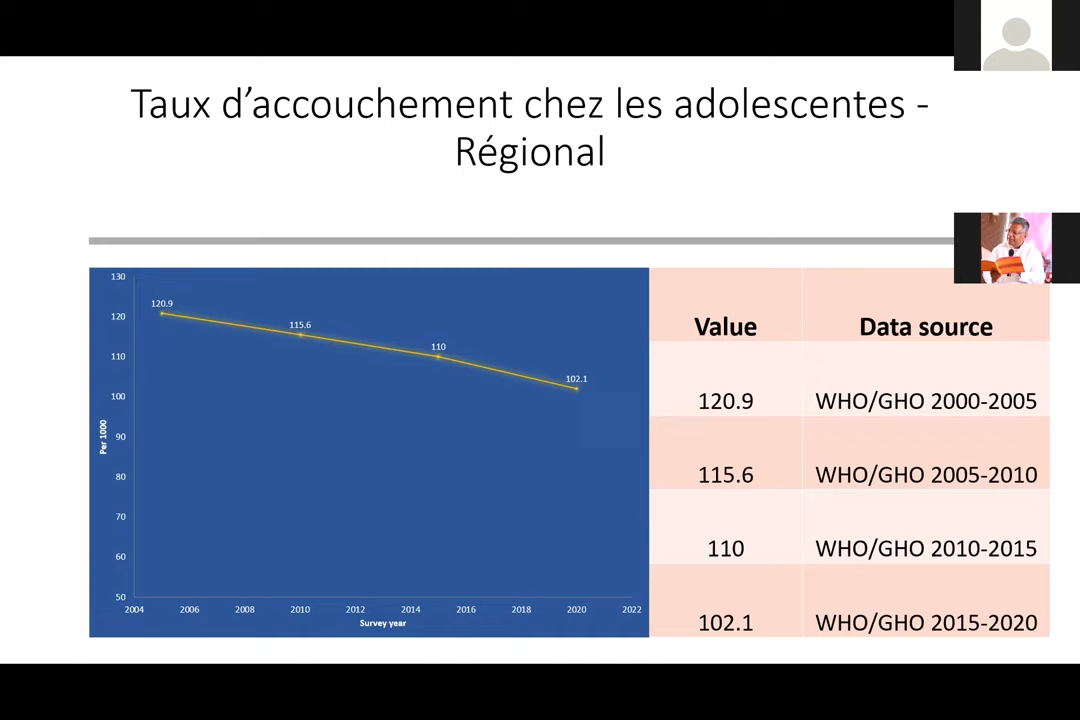 Taux d’accouchement chez les adolescentes -
Régional
130
120
110
100
90
80
70
60
50
Per 1000
120.9
115.6
110
102.1
2004 2006 2008 2010 2012 2014 2016 2018 2020 2022
Survey year
Value Data source
120.9 WHO/GHO 2000-2005
115.6 WHO/GHO 2005-2010
110 WHO/GHO 2010-2015
102.1 WHO/GHO 2015-2020